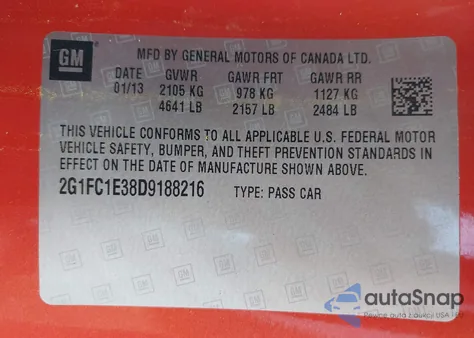 GM
MFD BY GENERAL MOTORS OF CANADA LTD.
DATE GVWR GAWR FRT GAWR RR
01/13 2105 KG 978 KG 1127 KG
4641 LB 2157 LB 2484 LB
THIS VEHICLE CONFORMS TO ALL APPLICABLE U.S. FEDERAL MOTOR
VEHICLE SAFETY, BUMPER, AND THEFT PREVENTION STANDARDS IN
EFFECT ON THE DATE OF MANUFACTURE SHOWN ABOVE.
2G1FC1E38D9188216 TYPE: PASS CAR
autaSnap